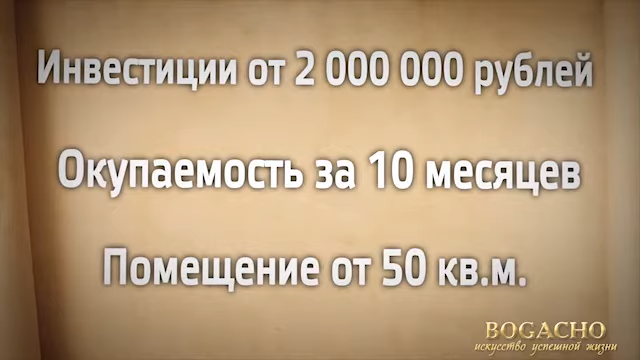 Инвестиции от 2 000 000 рублей
Окупаемость за 10 месяцев
Помещение от 50 кв.м.
BOGACHO
искусство успешной жизни